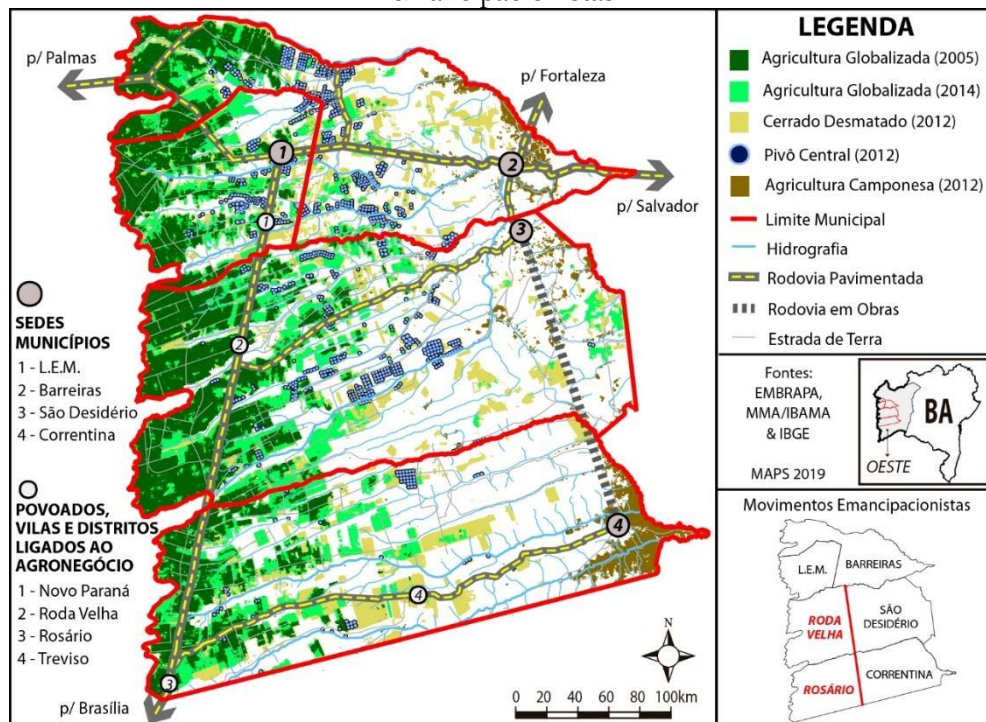 p/ Palmas
p/ Fortaleza
p/ Salvador
1
2
3
4
1
2
3
4
SEDES
MUNICÍPIOS
1 - L.E.M.
2 - Barreiras
3 - São Desidério
4 - Correntina
POVOADOS,
VILAS E DISTRITOS
LIGADOS AO
AGRONEGÓCIO
1 - Novo Paraná
2 - Roda Velha
3 - Rosário
4 - Treviso
p/ Brasília
N
0 20 40 60 80 100km
LEGENDA
Agricultura Globalizada (2005)
Agricultura Globalizada (2014)
Cerrado Desmatado (2012)
Pivô Central (2012)
Agricultura Camponesa (2012)
Limite Municipal
Hidrografia
Rodovia Pavimentada
Rodovia em Obras
Estrada de Terra
Fontes:
EMBRAPA,
MMA/IBAMA
& IBGE
MAPS 2019
BA
OESTE
Movimentos Emancipacionistas
L.E.M.
BARREIRAS
RODA
VELHA
SÃO
DESIDÉRIO
ROSÁRIO
CORRENTINA